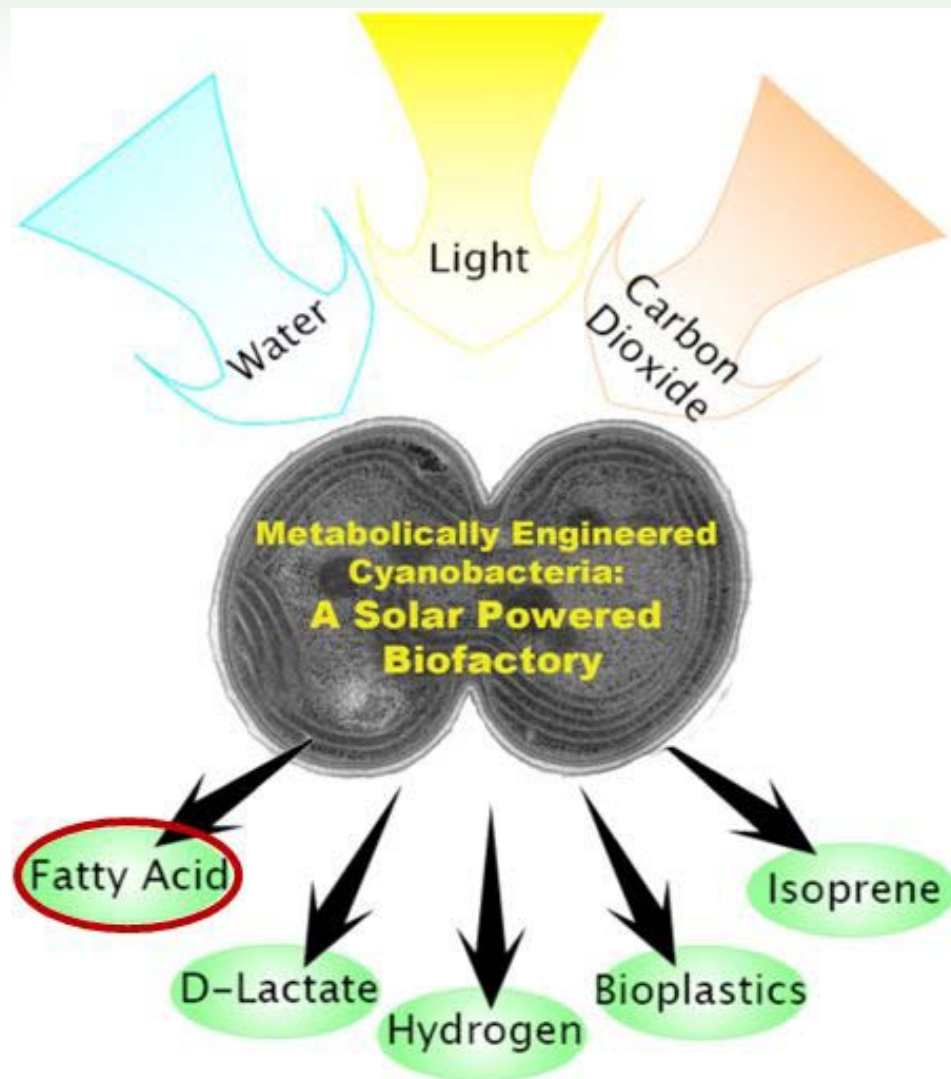 Water
Light
Carbon
Dioxide
Metabolically Engineered
Cyanobacteria:
A Solar Powered
Biofactory
Fatty Acid
D-Lactate
Hydrogen
Bioplastics
Isoprene